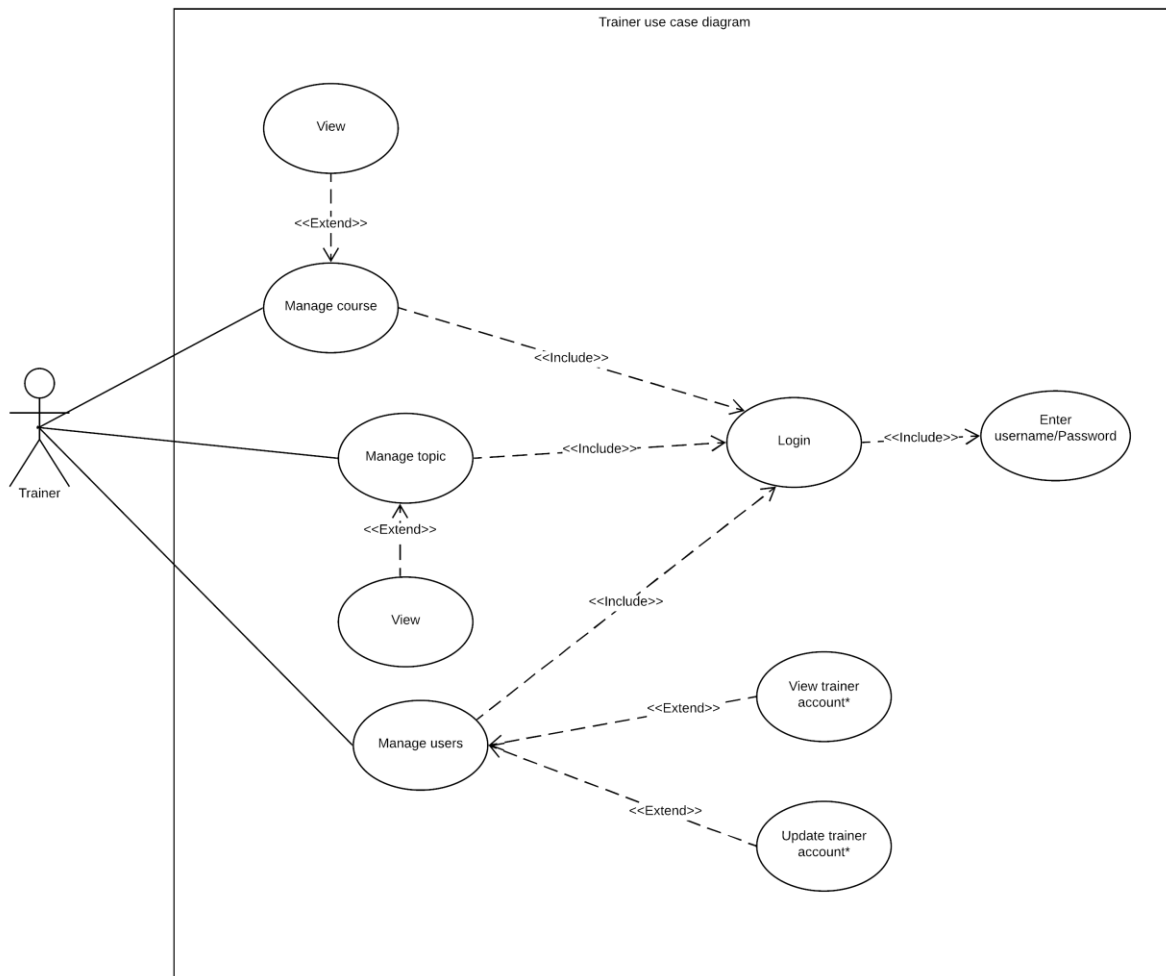 Trainer use case diagram
View
<<Extend>>
Manage course
<<Include>>
Trainer
Manage topic
<<Include>>
Login
<<Include>>
Enter
username/Password
<<Extend>>
View
<<Include>>
Manage users
<<Extend>>
View trainer
account*
<<Extend>>
Update trainer
account*